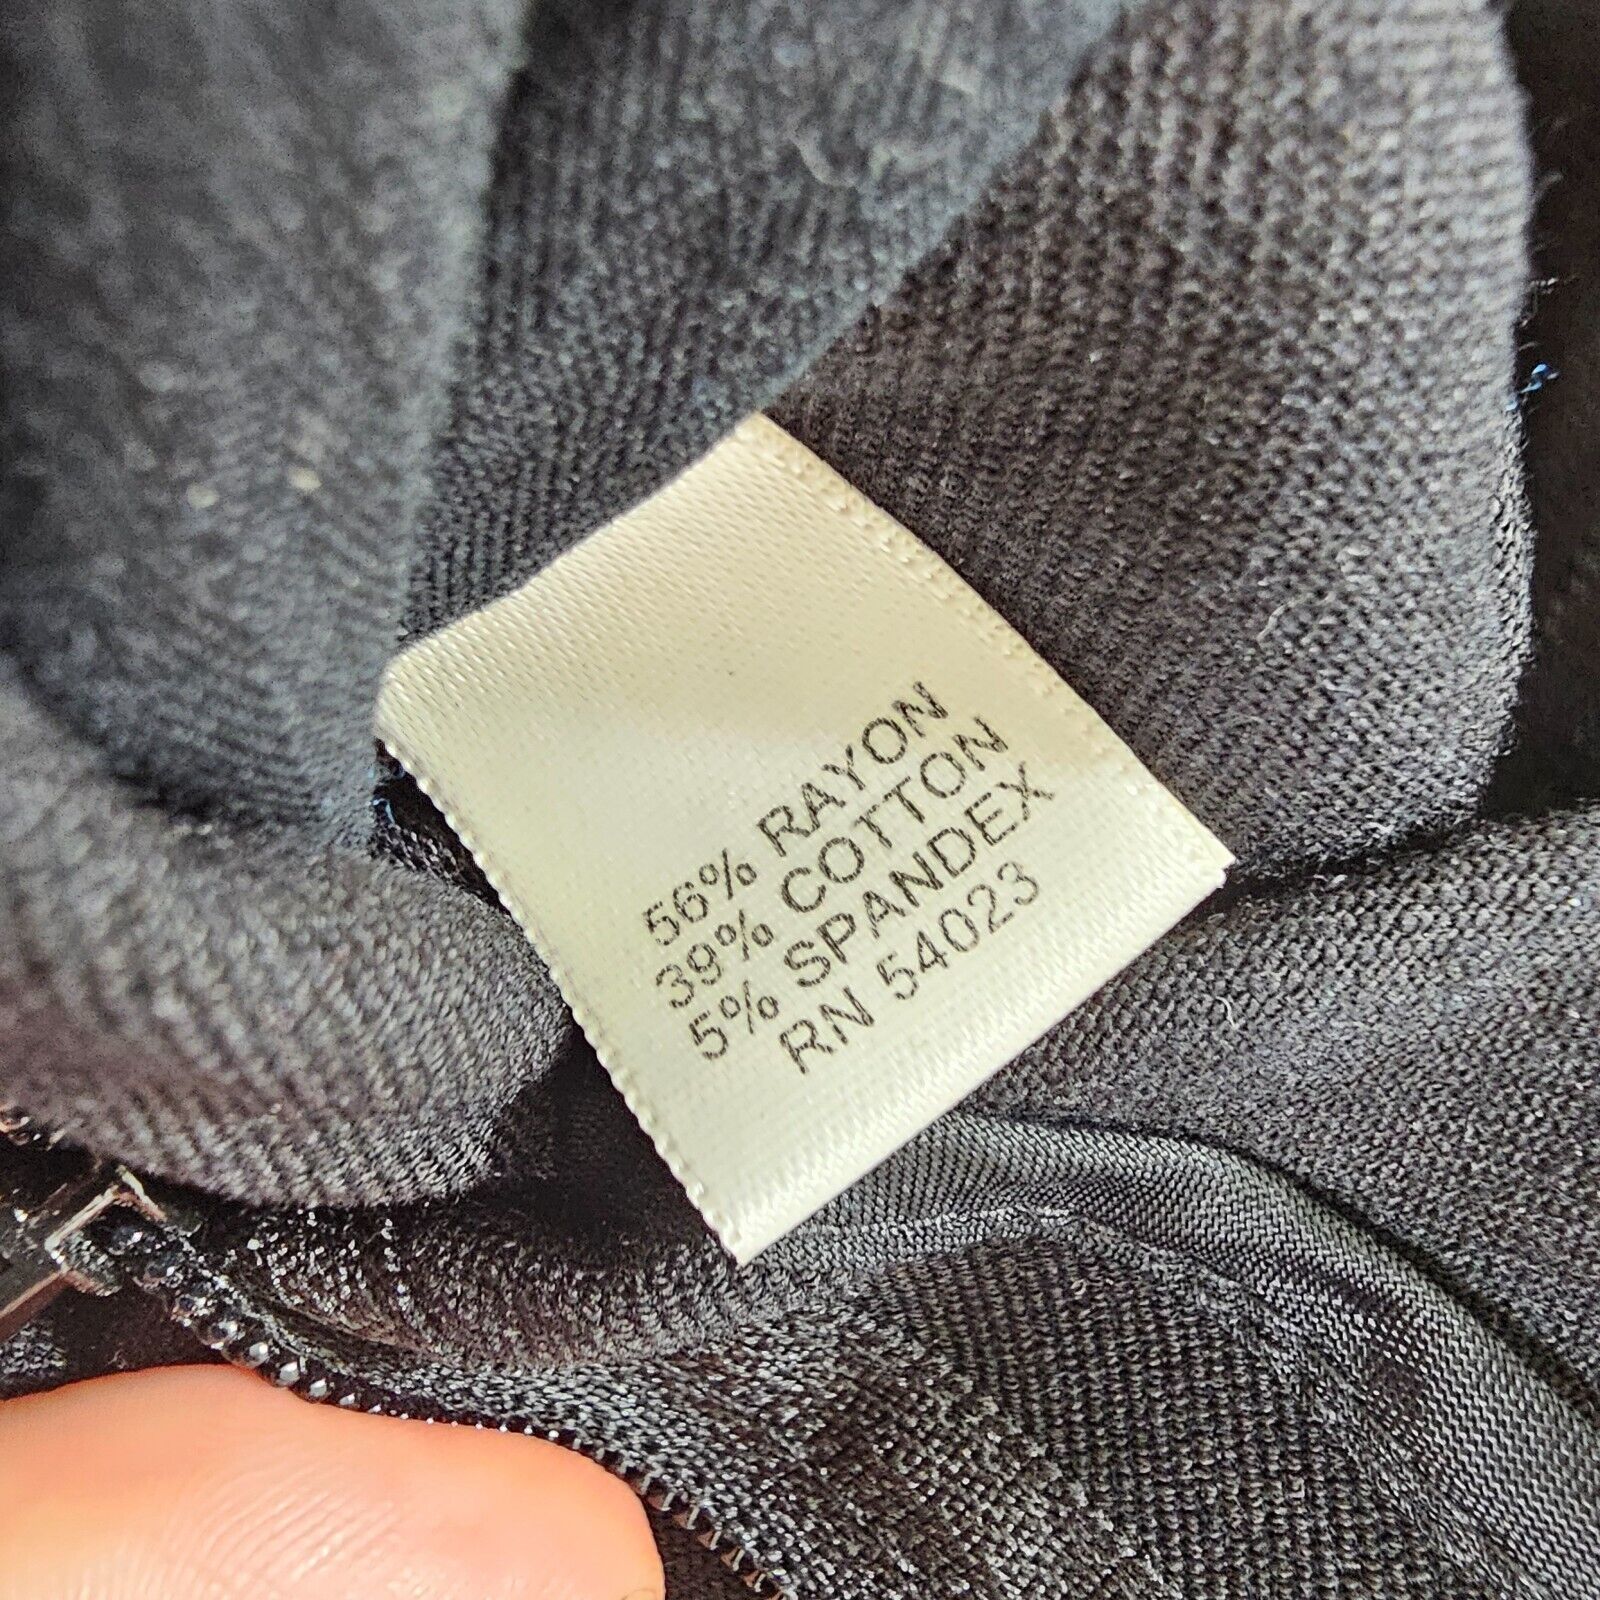 56% RAYON
39% COTTON
5% SPANDEX
RN 54023